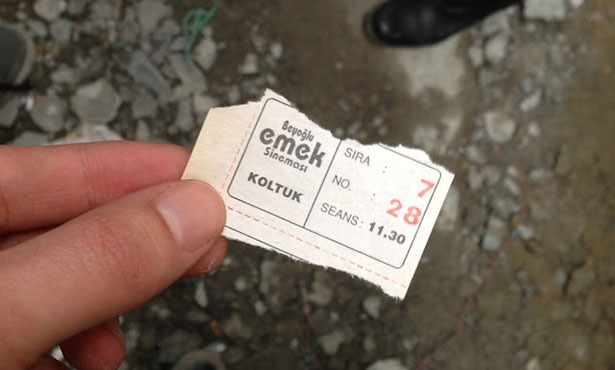 Beyoğlu
emek
Sineması
KOLTUK
SIRA : 7
NO. : 28
SEANS: 11.30